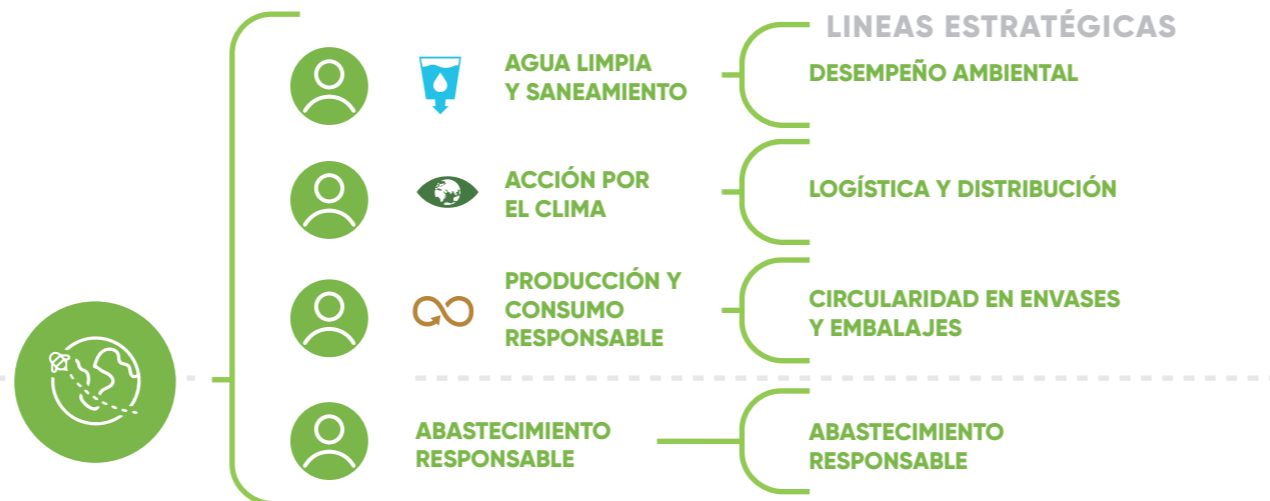 LINEAS ESTRATÉGICAS
AGUA LIMPIA
Y SANEAMIENTO
DESEMPEÑO AMBIENTAL
ACCIÓN POR
EL CLIMA
LOGÍSTICA Y DISTRIBUCIÓN
PRODUCCIÓN Y
CONSUMO
RESPONSABLE
CIRCULARIDAD EN ENVASES
Y EMBALAJES
ABASTECIMIENTO
RESPONSABLE
ABASTECIMIENTO
RESPONSABLE